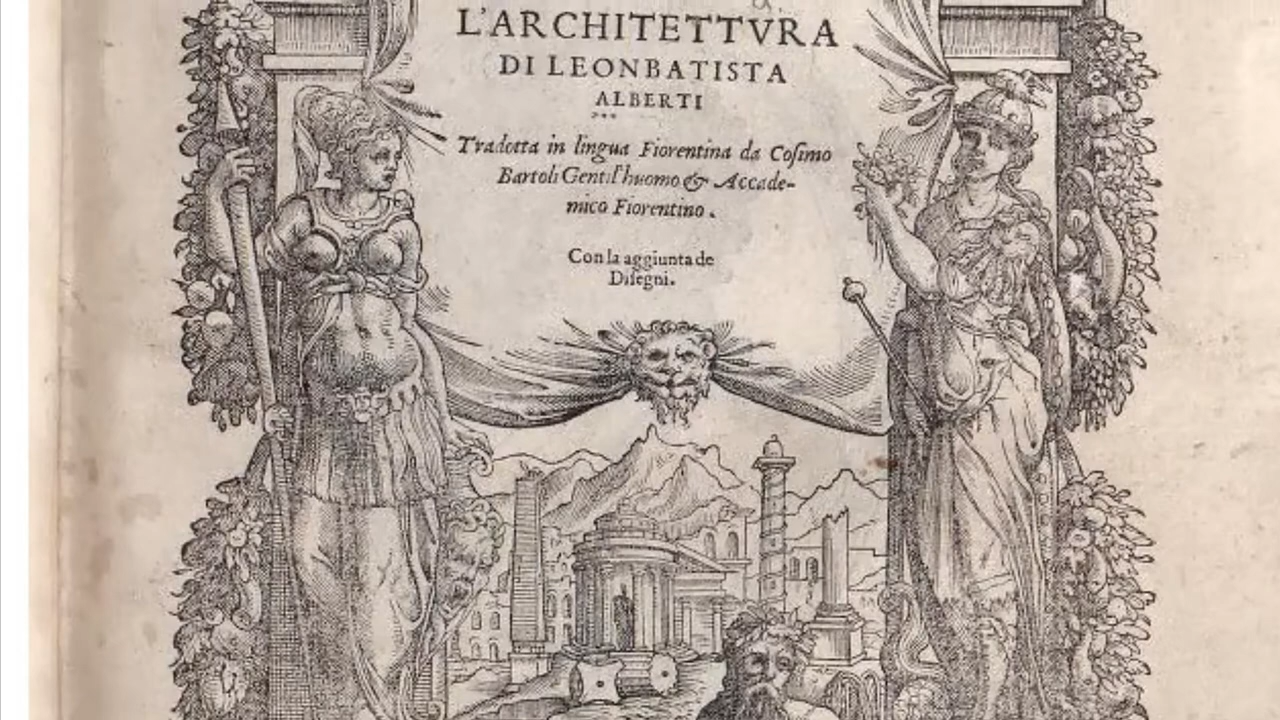 L'ARCHITETTVRA
DI LEONBATISTA
ALBERTI
Tradotta in lingua Fiorentina da Cosimo
Bartoli Gentil'huomo & Accade-
mico Fiorentino.
Con la aggiunta de
Disegni.